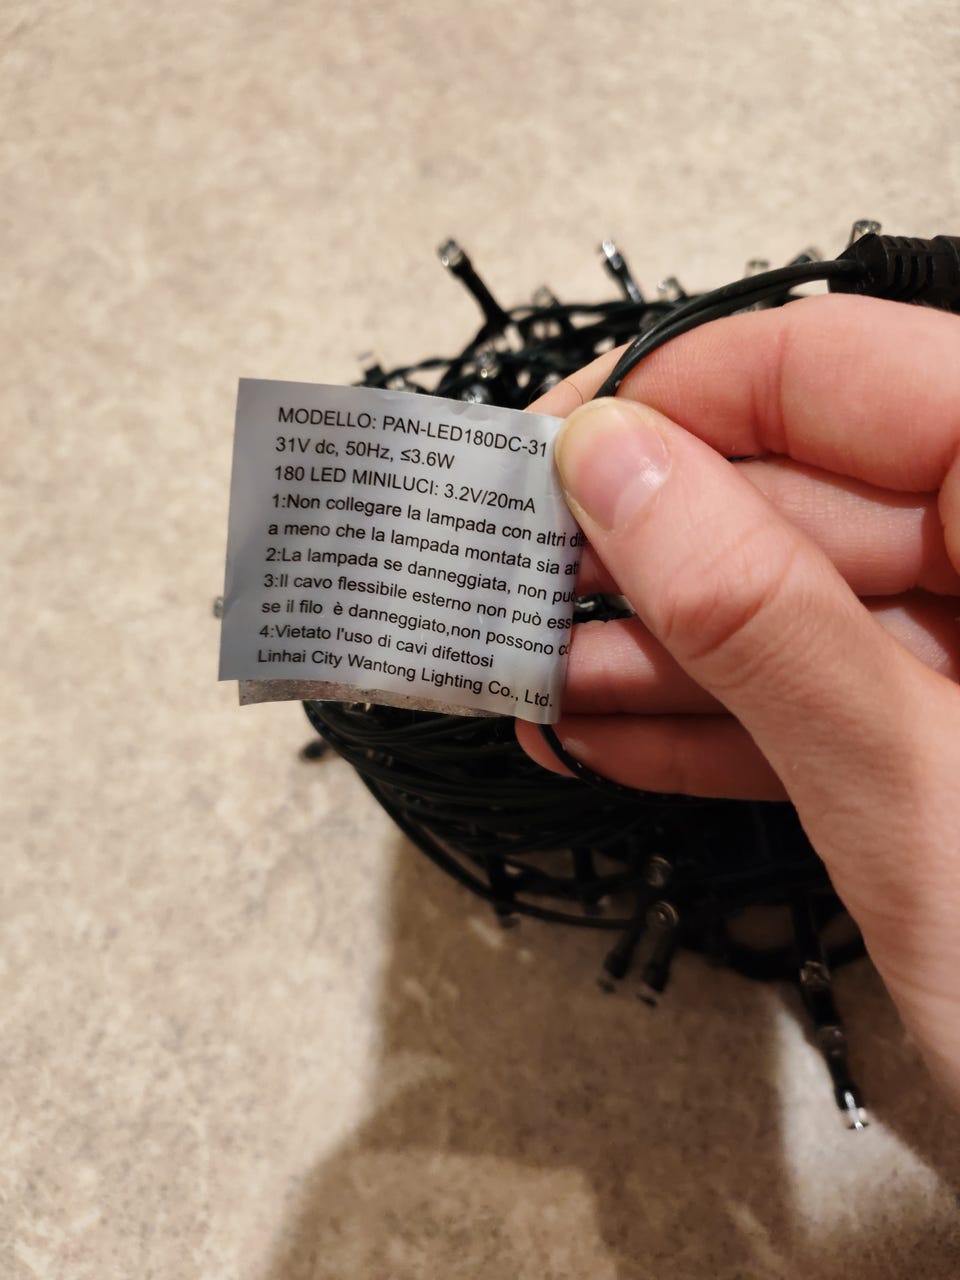 MODELLO: PAN-LED180DC-31
31V dc, 50Hz, ≤3.6W
180 LED MINILUCI: 3.2V/20mA
1:Non collegare la lampada con altri
a meno che la lampada montata sia
2:La lampada se danneggiata, non
3:Il cavo flessibile esterno non può
se il filo è danneggiato,non possono
4:Vietato l'uso di cavi difettosi
Linhai City Wantong Lighting Co., Ltd.